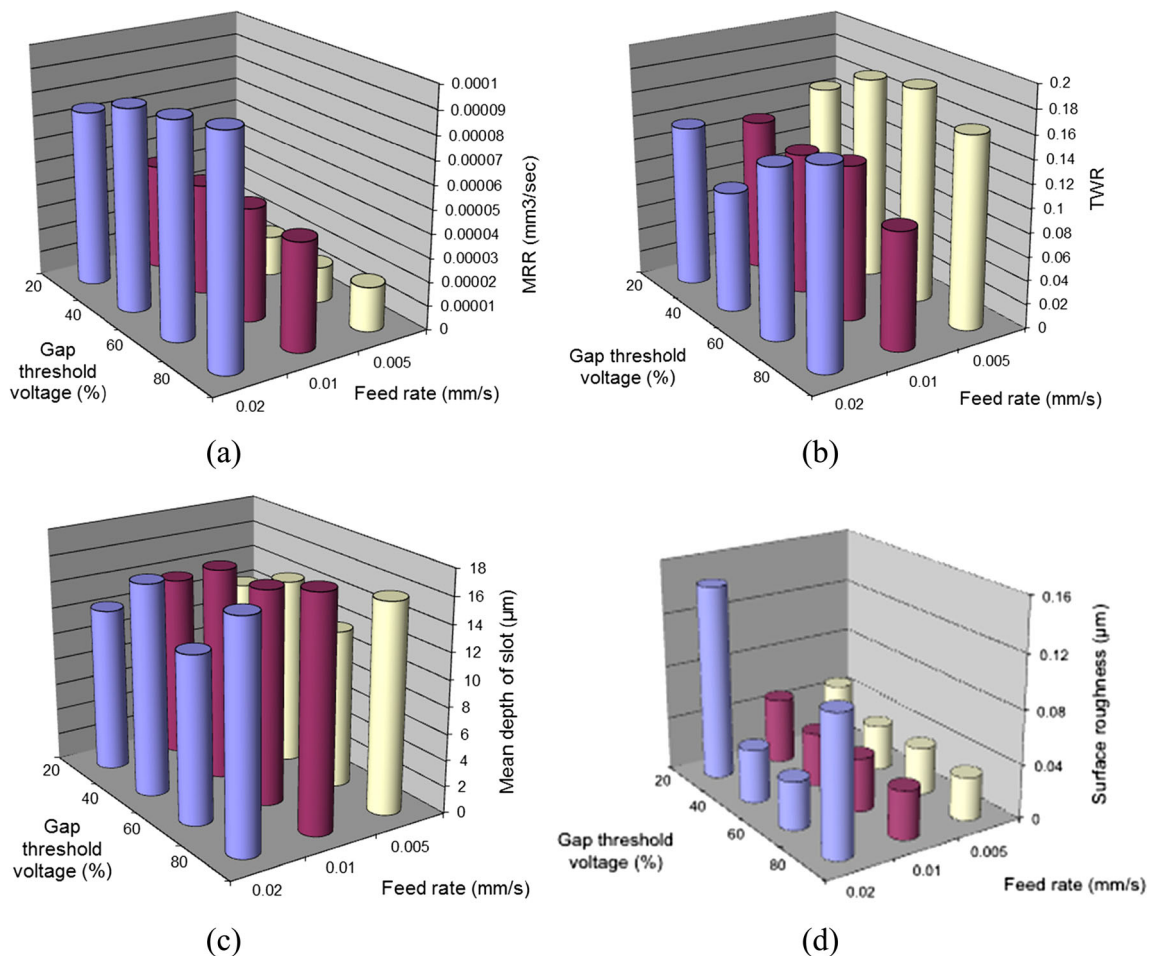 (a)
0.0001
0.00009
0.00008
0.00007
0.00006
0.00005
0.00004
0.00003
0.00002
0.00001
0
MRR (mm3/sec)
20
40
60
80
Gap
threshold
voltage (%)
0.02
0.01
0.005
Feed rate (mm/s)
(b)
0.2
0.18
0.16
0.14
0.12
0.1
0.08
0.06
0.04
0.02
0
TWR
20
40
60
80
Gap threshold
voltage (%)
0.02
0.01
0.005
Feed rate (mm/s)
(c)
18
16
14
12
10
8
6
4
2
0
Mean depth of slot (µm)
20
40
60
80
Gap
threshold
voltage (%)
0.02
0.01
0.005
Feed rate (mm/s)
(d)
0.16
0.12
0.08
0.04
0
Surface roughness (µm)
20
40
60
80
Gap threshold
voltage (%)
0.02
0.01
0.005
Feed rate (mm/s)